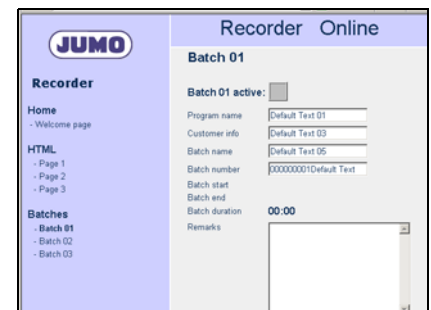 JUMO
Recorder Online
Recorder
Home
- Welcome page
HTML
- Page 1
- Page 2
- Page 3
Batches
- Batch 01
- Batch 02
- Batch 03
Batch 01
Batch 01 active:
Program name Default Text 01
Customer info Default Text 03
Batch name Default Text 05
Batch number 000000001Default Text
Batch start
Batch end
Batch duration 00:00
Remarks